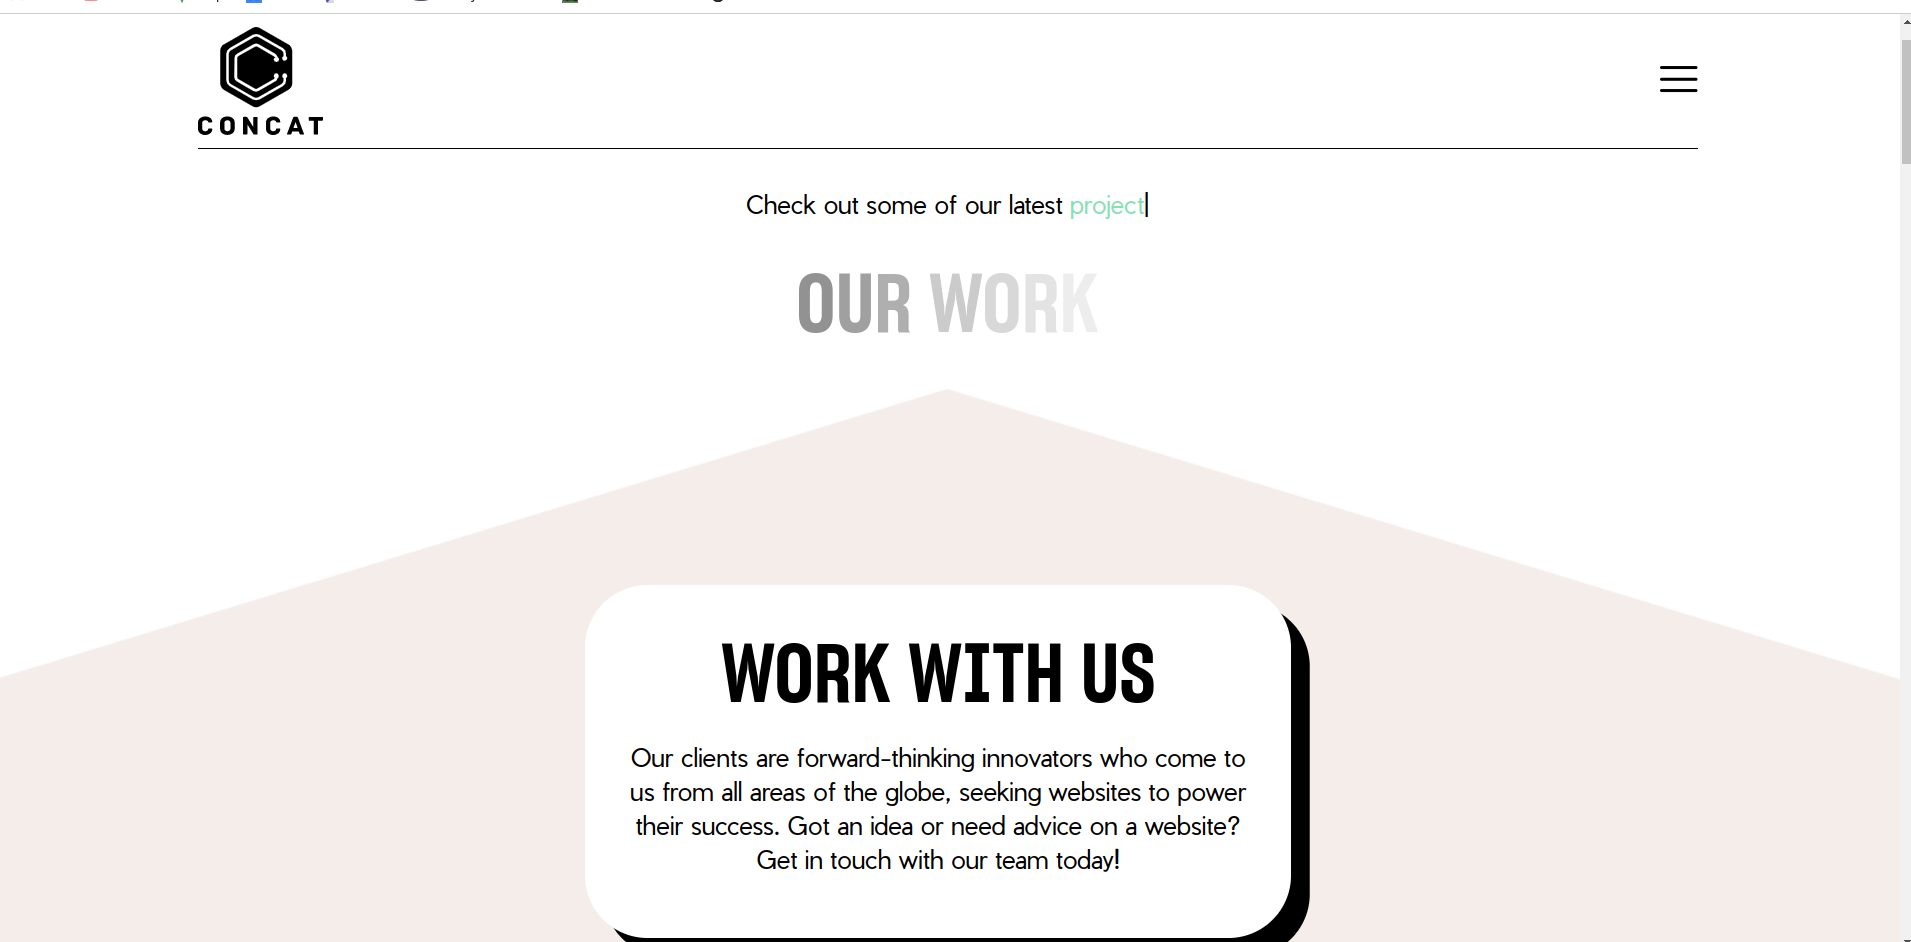 CONCAT
Check out some of our latest project
OUR WORK
WORK WITH US
Our clients are forward-thinking innovators who come to
us from all areas of the globe, seeking websites to power
their success. Got an idea or need advice on a website?
Get in touch with our team today!